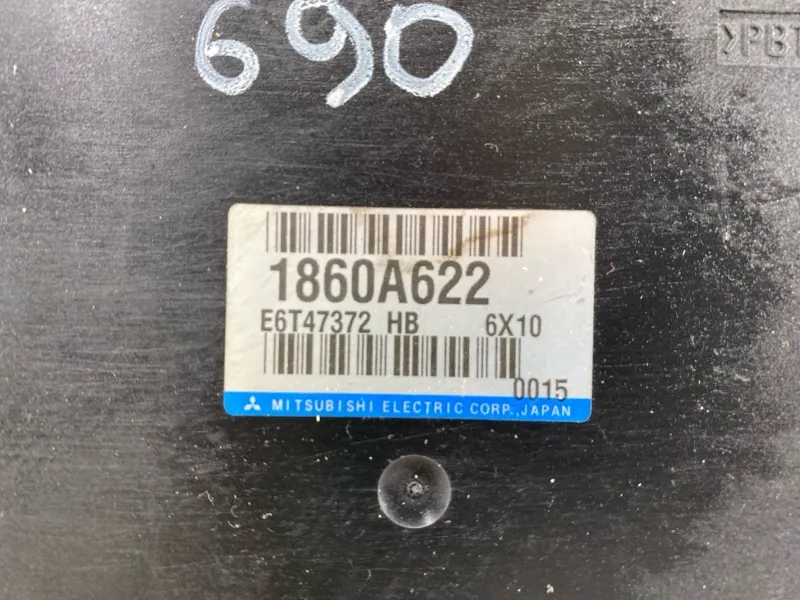 690
>PBT
1860A622
E6T47372 HB 6X10
0015
MITSUBISHI ELECTRIC CORP.,JAPAN